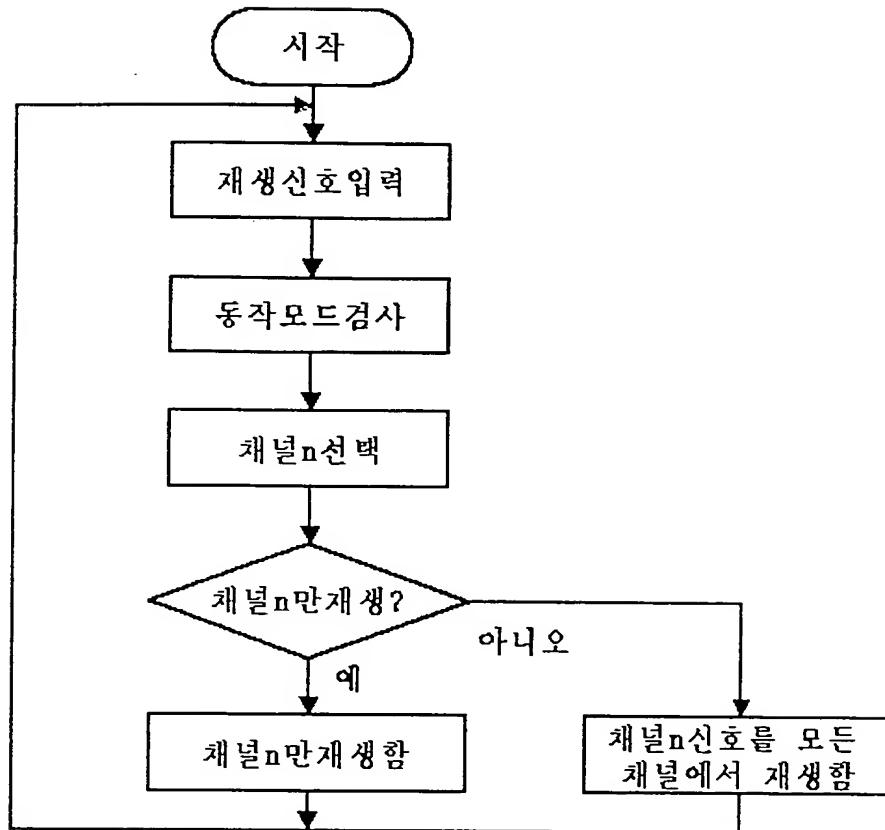 시작
재생신호입력
동작모드검사
채널n선택
채널n만재생?
아니오
예
채널n만재생함
채널n신호를 모든
채널에서 재생함